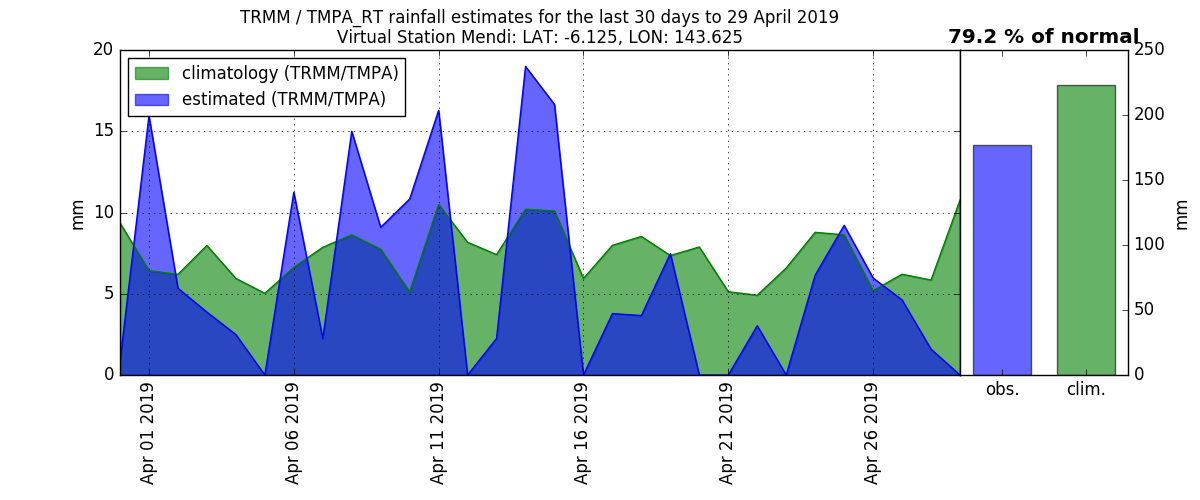 TRMM / TMPA_RT rainfall estimates for the last 30 days to 29 April 2019
Virtual Station Mendi: LAT: -6.125, LON: 143.625
79.2 % of normal
climatology (TRMM/TMPA)
estimated (TRMM/TMPA)
20
15
10
5
0
mm
Apr 01 2019
Apr 06 2019
Apr 11 2019
Apr 16 2019
Apr 21 2019
Apr 26 2019
obs.
clim.
250
200
150
100
50
0
mm